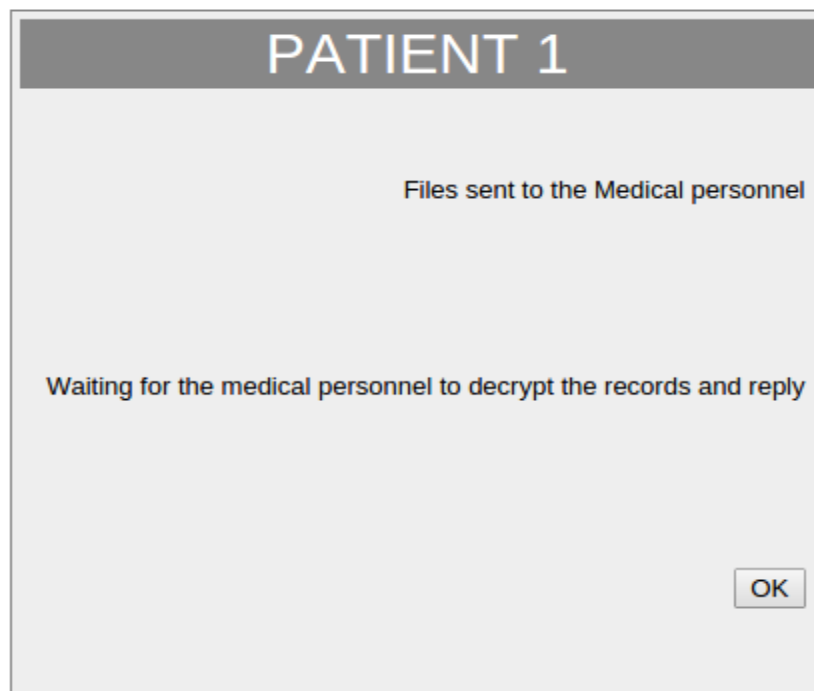 PATIENT 1
Files sent to the Medical personnel
Waiting for the medical personnel to decrypt the records and reply
OK